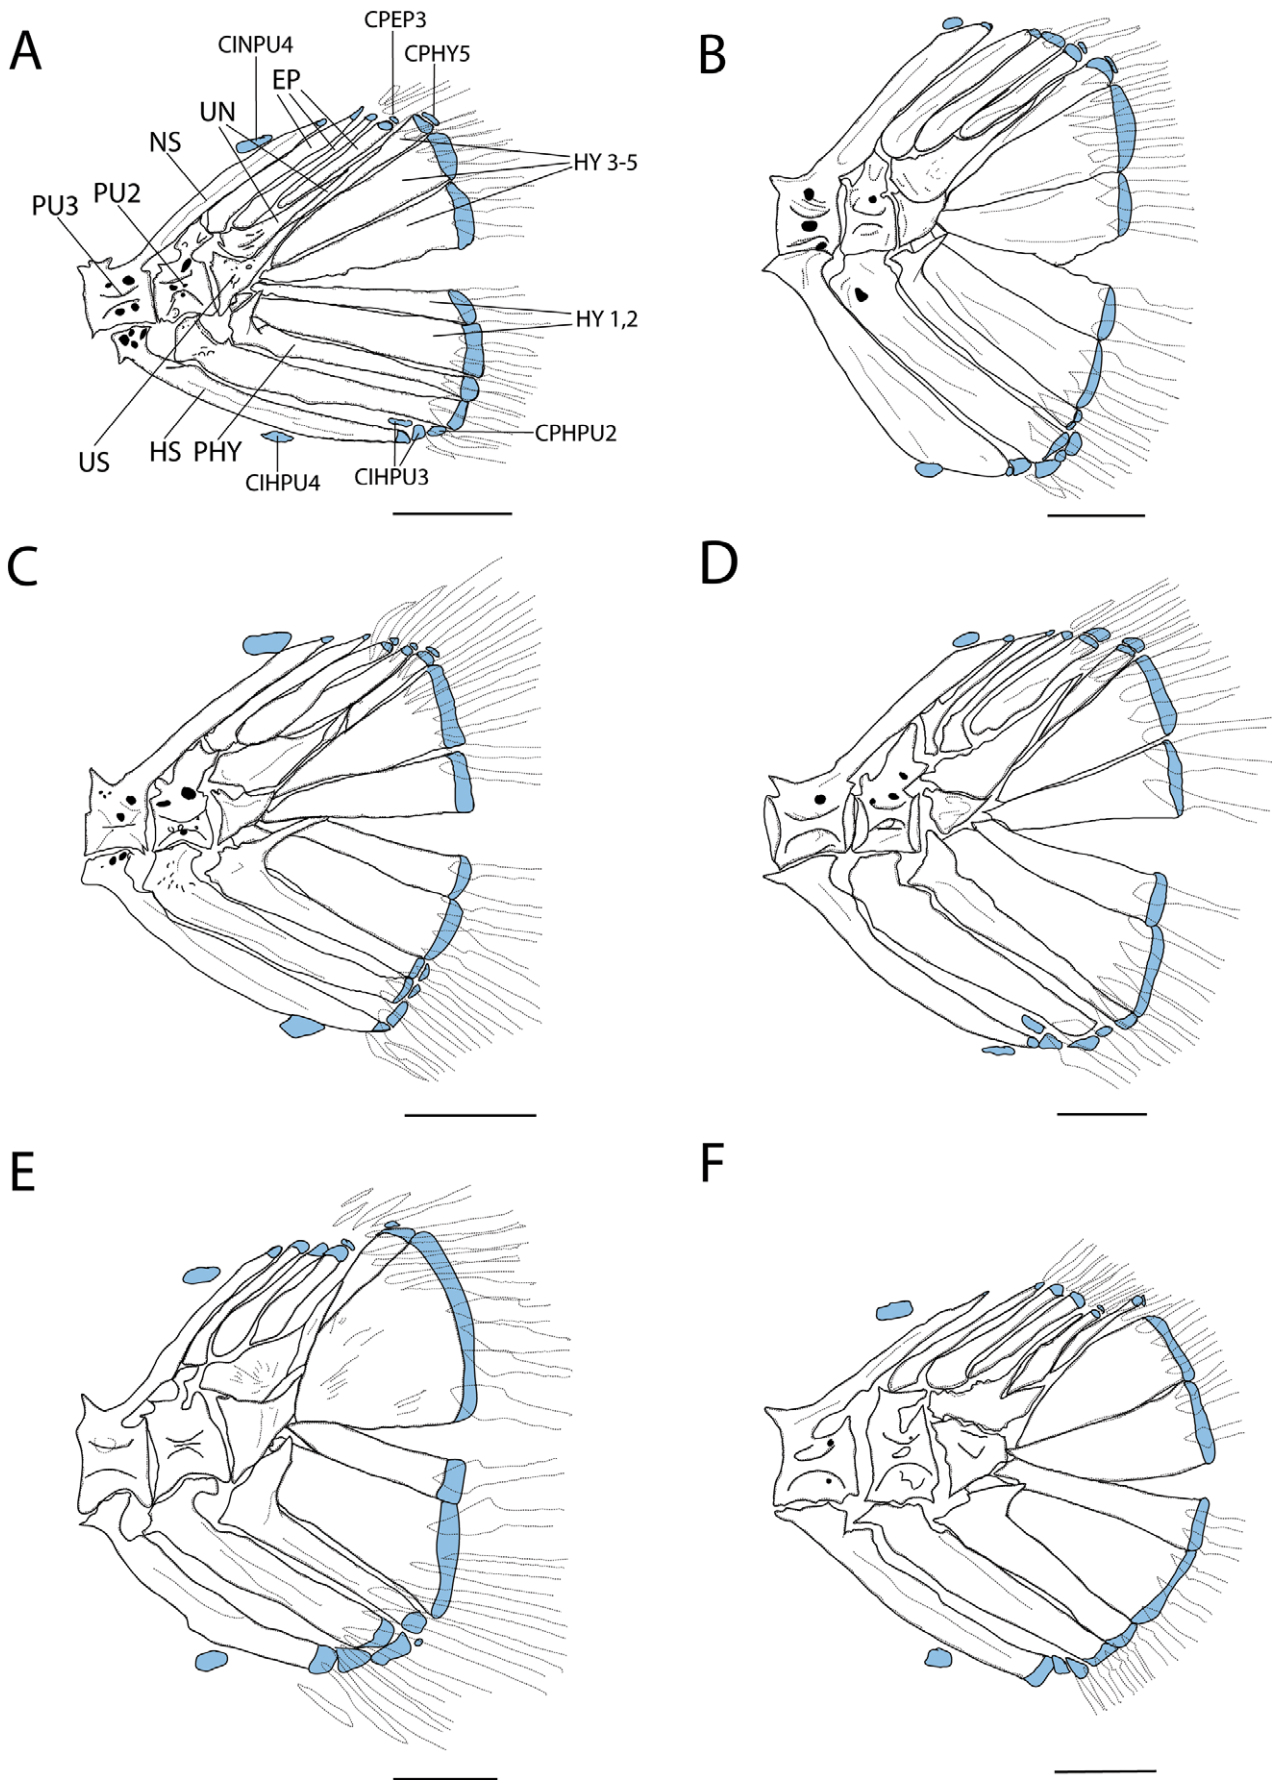 A
CPEP3
CINPU4
CPHY5
EP
UN
NS
HY 3-5
PU2
PU3
HY 1,2
CPHPU2
US
HS
PHY
CIHPU4
CIHPU3
B
C
D
E
F